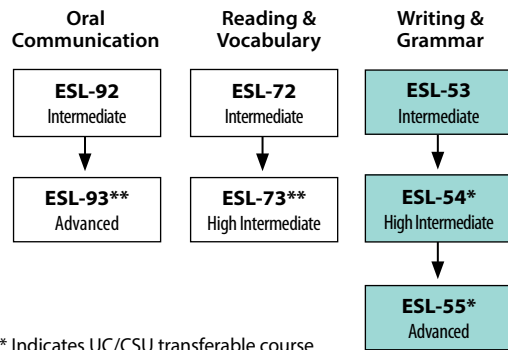 Oral
Communication
Reading &
Vocabulary
Writing &
Grammar
ESL-92
Intermediate
ESL-72
Intermediate
ESL-53
Intermediate
ESL-93**
Advanced
ESL-73**
High Intermediate
ESL-54*
High Intermediate
ESL-55*
Advanced
* Indicates UC/CSU transferable course